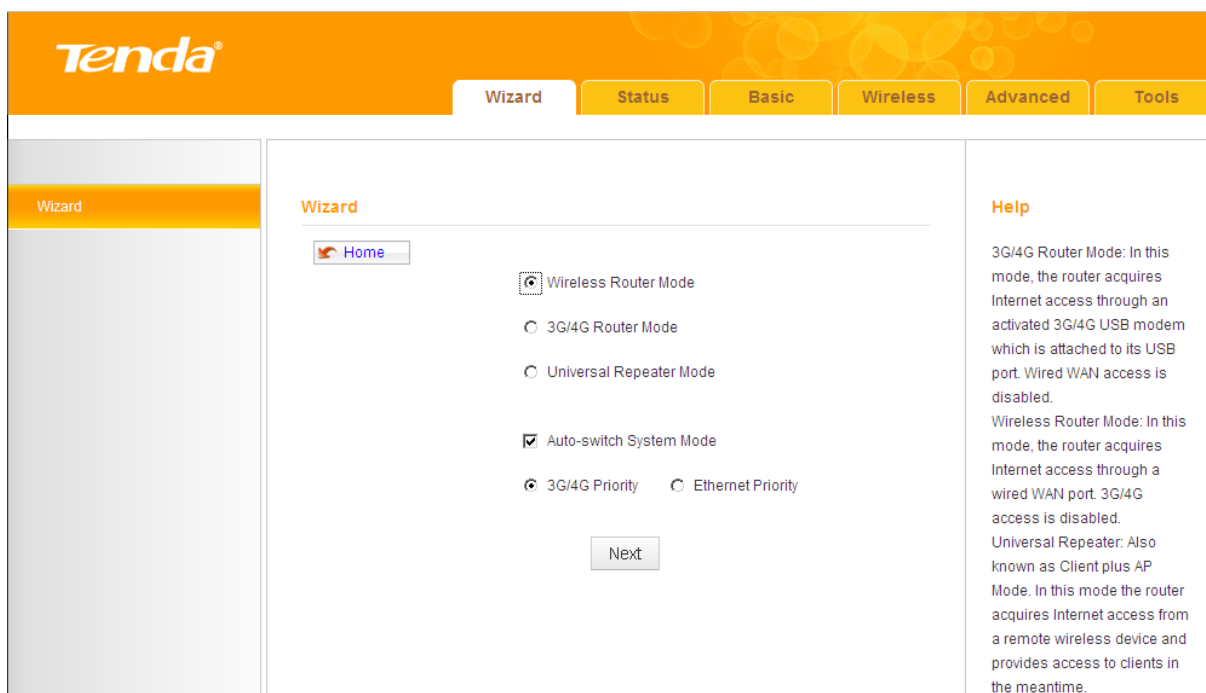 Tenda®
Wizard
Status
Basic
Wireless
Advanced
Tools
Wizard
Wizard
Home
Wireless Router Mode
3G/4G Router Mode
Universal Repeater Mode
Auto-switch System Mode
3G/4G Priority
Ethernet Priority
Next
Help
3G/4G Router Mode: In this
mode, the router acquires
Internet access through an
activated 3G/4G USB modem
which is attached to its USB
port. Wired WAN access is
disabled.
Wireless Router Mode: In this
mode, the router acquires
Internet access through a
wired WAN port. 3G/4G
access is disabled.
Universal Repeater: Also
known as Client plus AP
Mode. In this mode the router
acquires Internet access from
a remote wireless device and
provides access to clients in
the meantime.